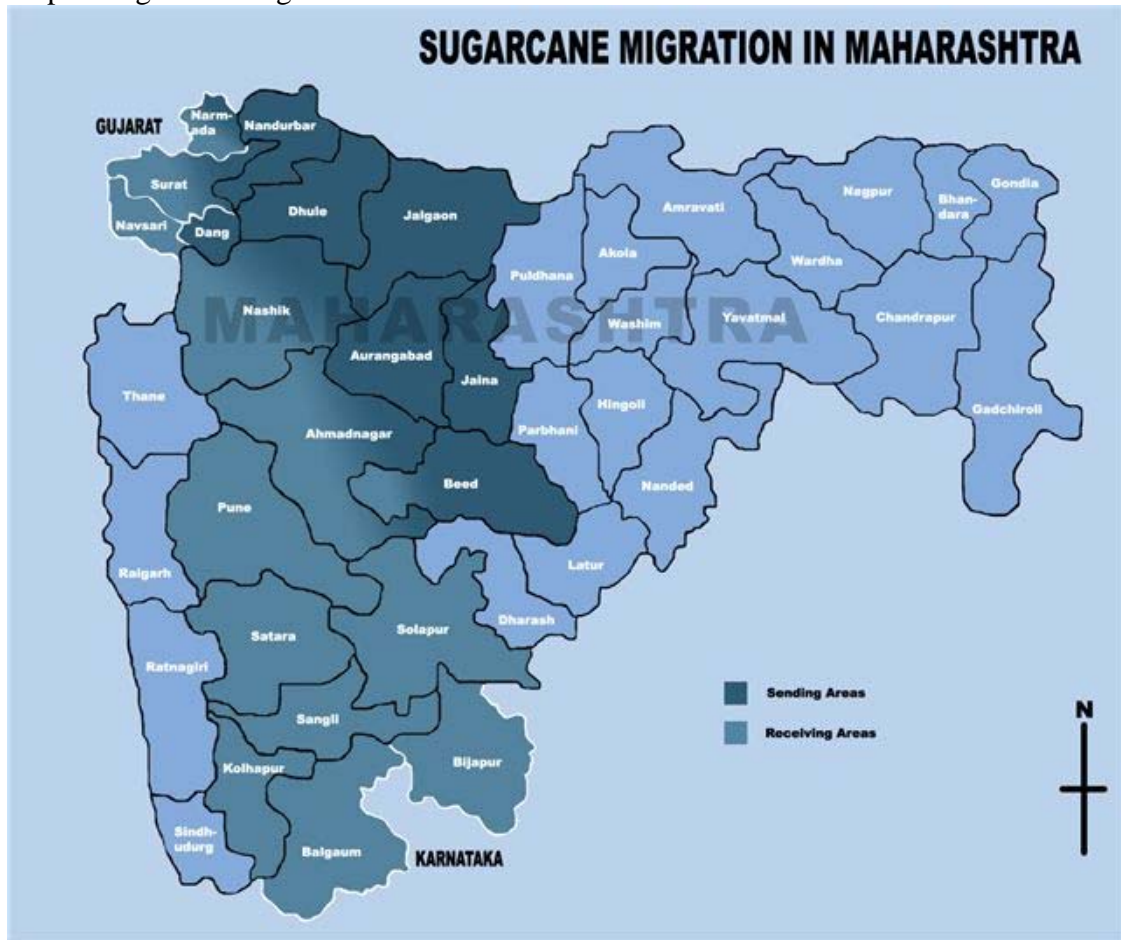 SUGARCANE MIGRATION IN MAHARASHTRA
GUJARAT
Narm-
ada
Nandurbar
Surat
Navsari
Dang
Dhule
Jalgaon
Amravati
Nagpur
Bhan-
dara
Gondia
Akola
Puldhana
Wardha
MAHARASHTRA
Nashik
Washim
Yavatmal
Chandrapur
Aurangabad
Jalna
Thane
Hingoli
Gadchiroli
Ahmadnagar
Parbhani
Beed
Nanded
Pune
Latur
Raigarh
Dharash
Satara
Solapur
Ratnagiri
Sending Areas
Sangli
Receiving Areas
N
Kolhapur
Bijapur
Sindh-
udurg
Balgaum
KARNATAKA